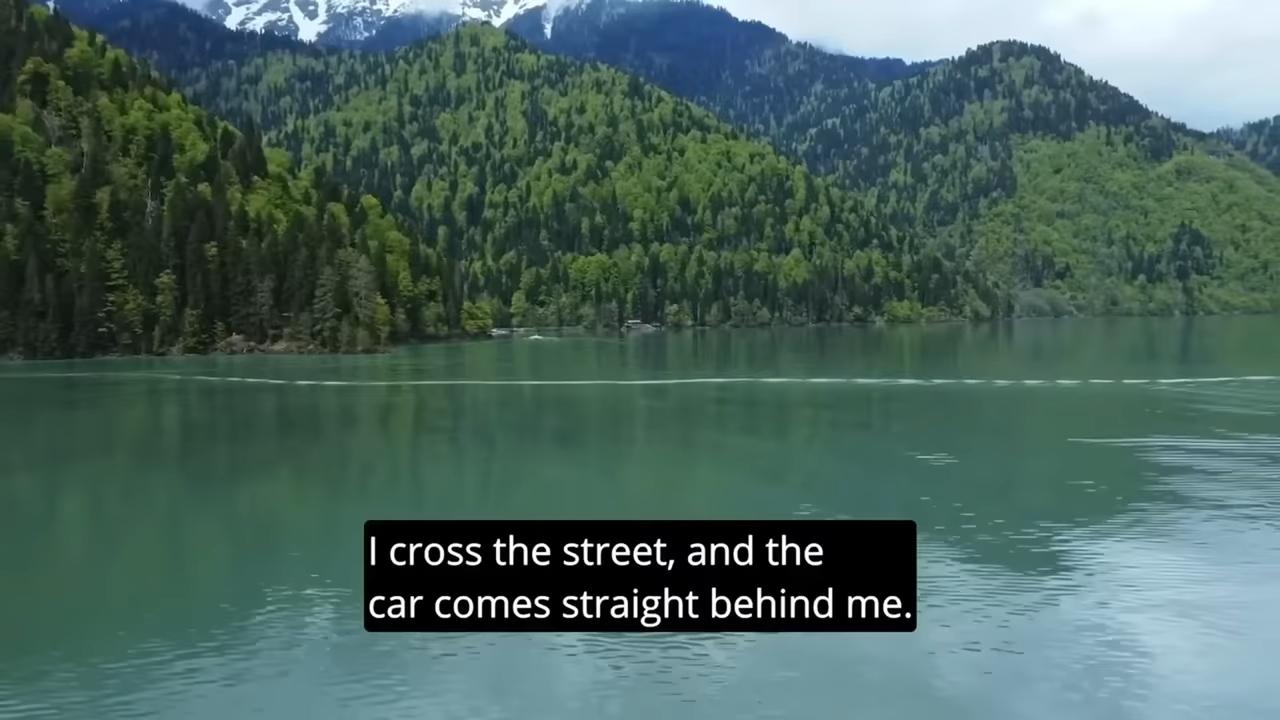 I cross the street, and the
car comes straight behind me.